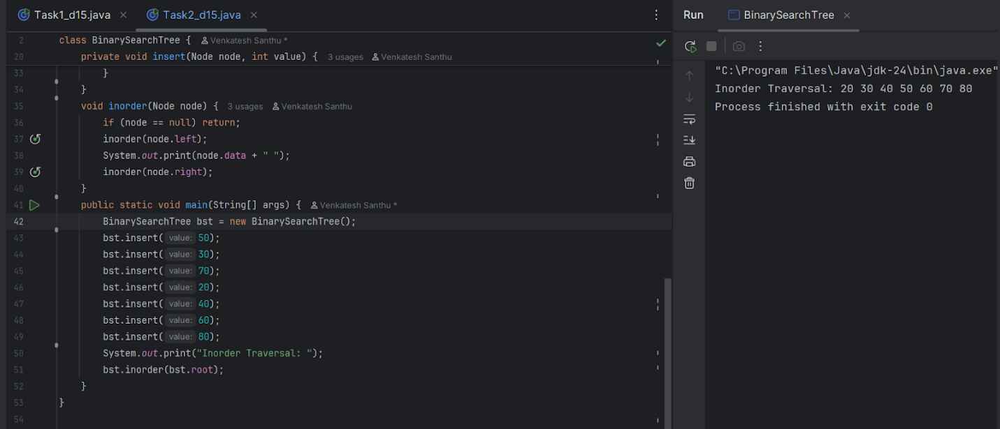 Task1_d15.java Task2_d15.java
2 class BinarySearchTree { Venkatesh Santhu *
20 private void insert(Node node, int value) { 3 usages Venkatesh Santhu
33 }
34 }
35 void inorder(Node node) { 3 usages Venkatesh Santhu
36 if (node == null) return;
37 inorder(node.left);
38 System.out.print(node.data + " ");
39 inorder(node.right);
40 }
41 public static void main(String[] args) { Venkatesh Santhu *
42 BinarySearchTree bst = new BinarySearchTree();
43 bst.insert( value: 50);
44 bst.insert( value: 30);
45 bst.insert( value: 70);
46 bst.insert( value: 20);
47 bst.insert( value: 40);
48 bst.insert( value: 60);
49 bst.insert( value: 80);
50 System.out.print("Inorder Traversal: ");
51 bst.inorder(bst.root);
52 }
53 }
54
Run BinarySearchTree
"C:\Program Files\Java\jdk-24\bin\java.exe"
Inorder Traversal: 20 30 40 50 60 70 80
Process finished with exit code 0